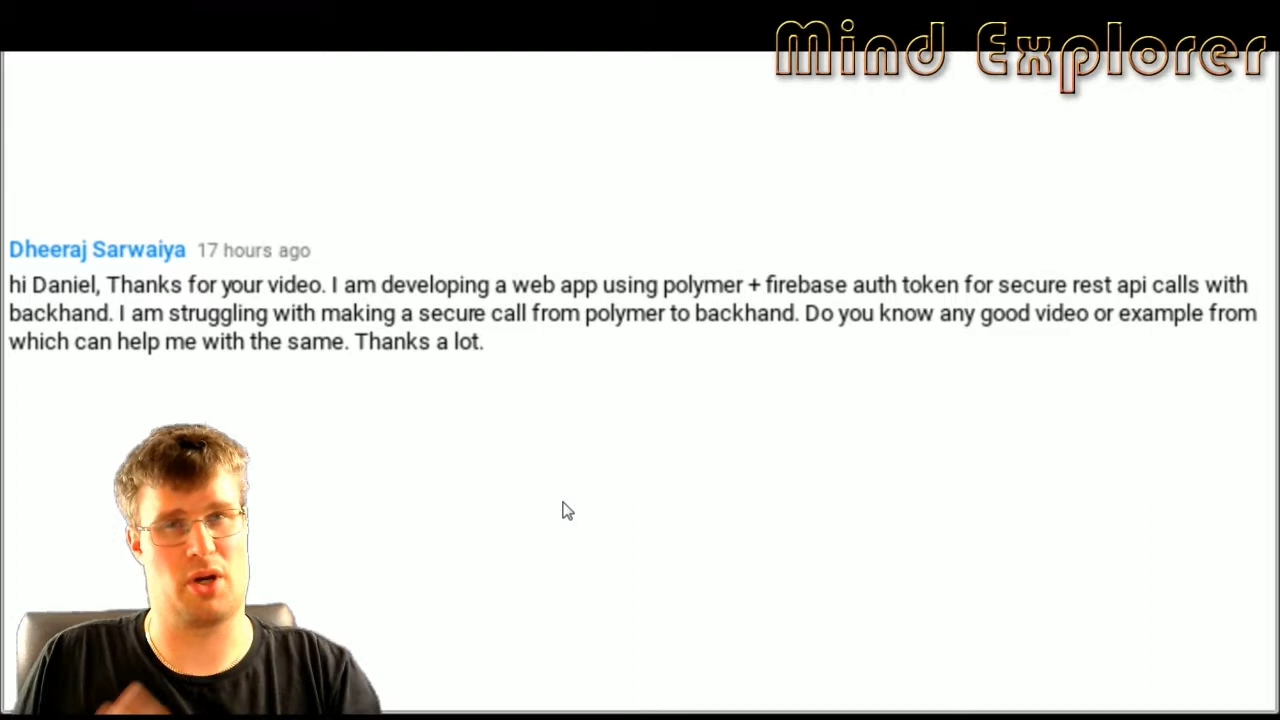 Mind Explorer
Dheeraj Sarwaiya 17 hours ago
hi Daniel, Thanks for your video. I am developing a web app using polymer + firebase auth token for secure rest api calls with
backhand. I am struggling with making a secure call from polymer to backhand. Do you know any good video or example from
which can help me with the same. Thanks a lot.